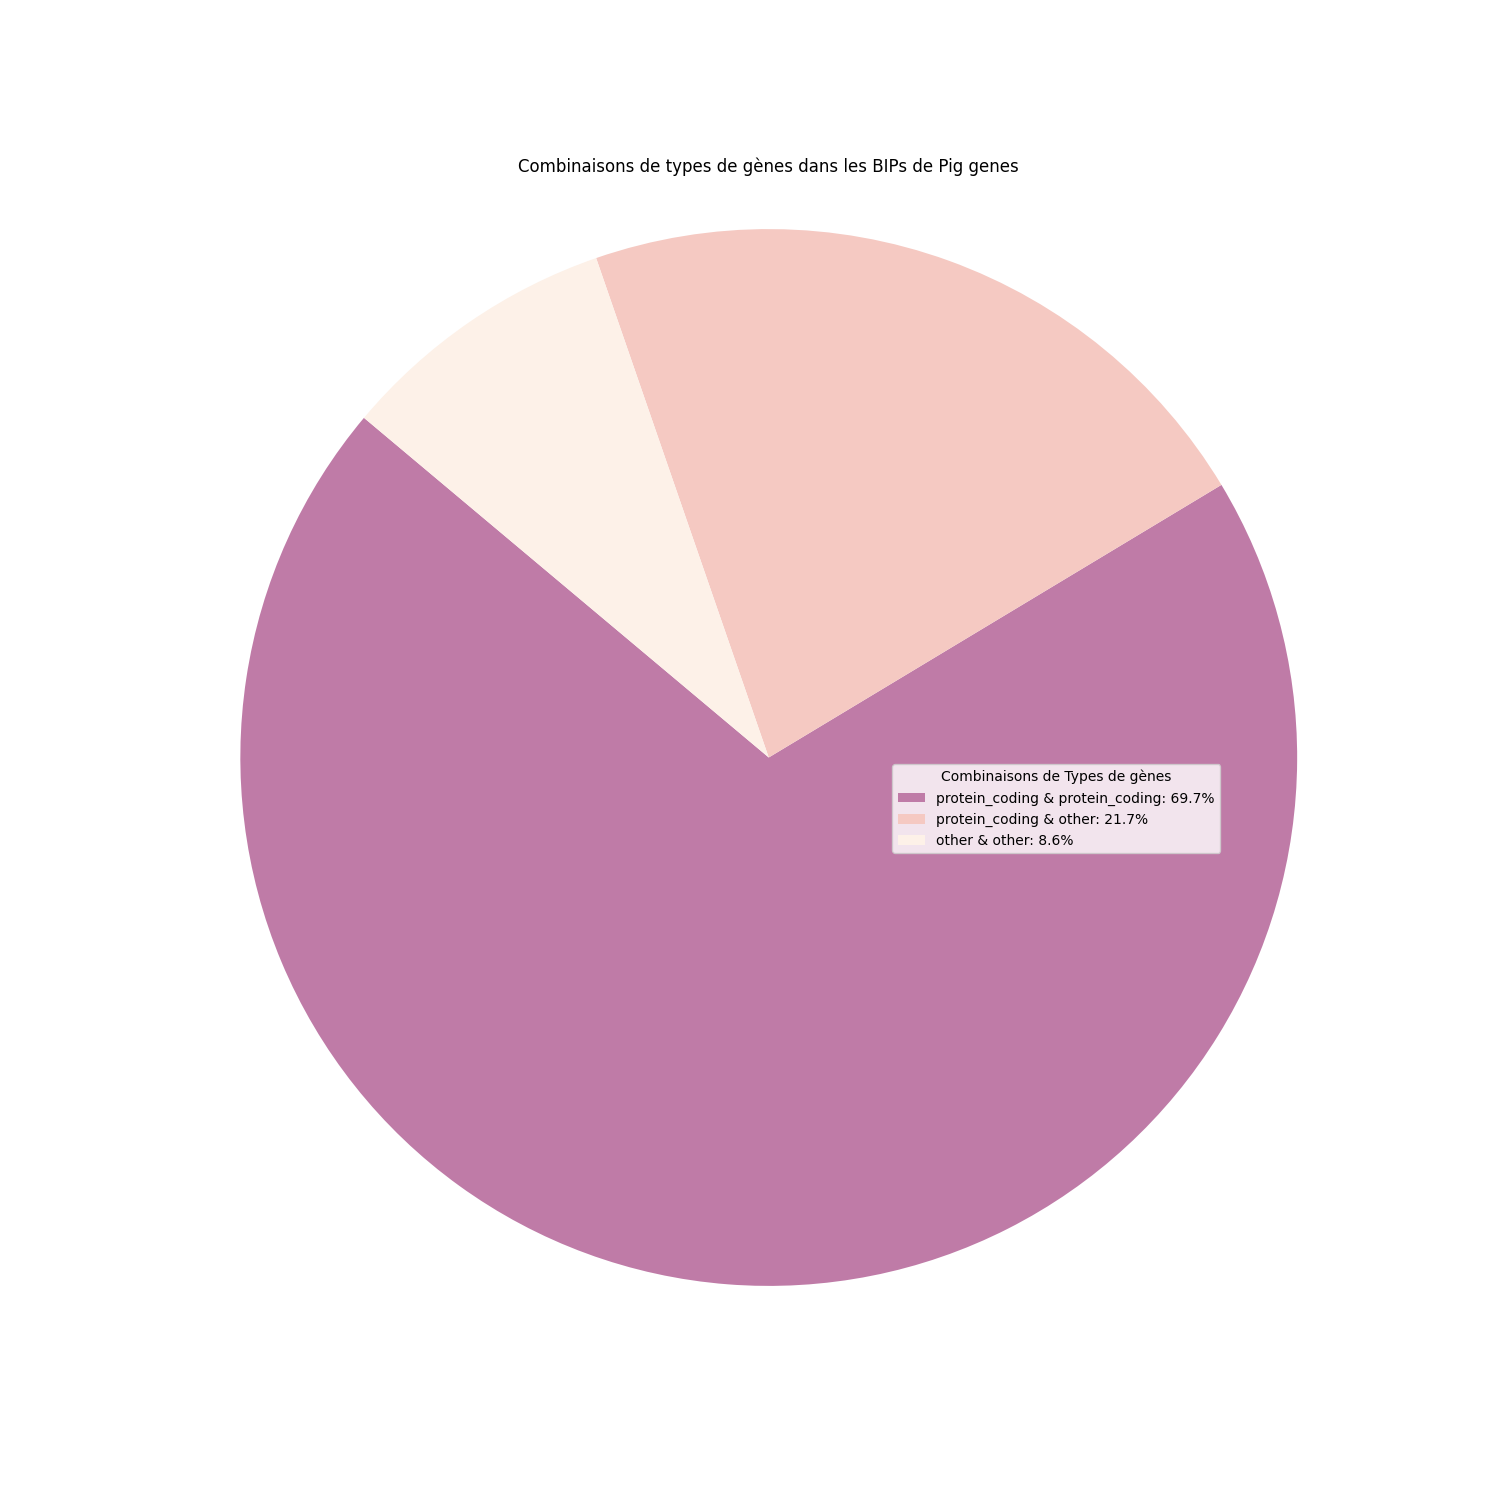 Combinaisons de types de gènes dans les BIPs de Pig genes
Combinaisons de Types de gènes
protein_coding & protein_coding: 69.7%
protein_coding & other: 21.7%
other & other: 8.6%